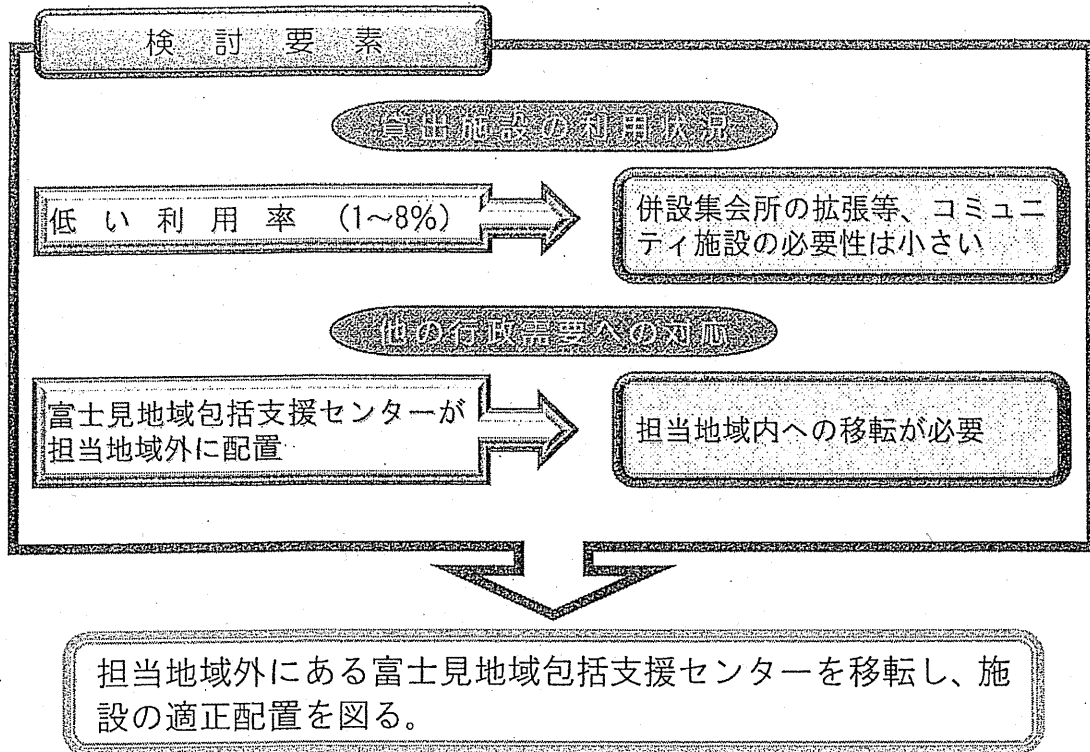 検討要素
貸出施設の利用状況
低い利用率 (1~8%)
併設集会所の拡張等、コミュニ
ティ施設の必要性は小さい
他の行政需要への対応
富士見地域包括支援センターが
担当地域外に配置
担当地域内への移転が必要
担当地域外にある富士見地域包括支援センターを移転し、施
設の適正配置を図る。